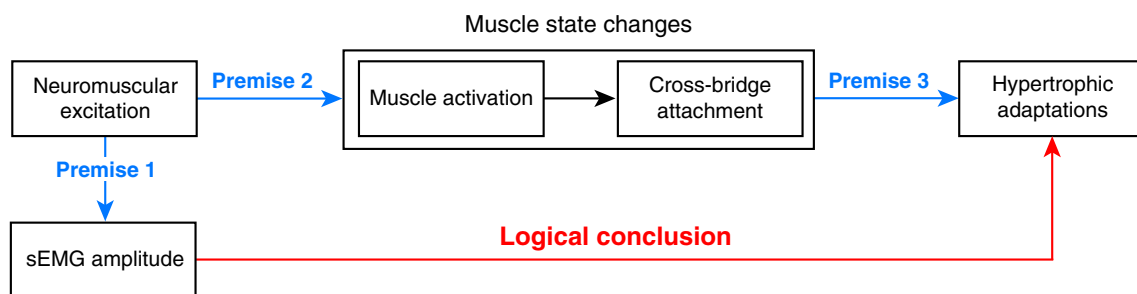 Muscle state changes
Neuromuscular
excitation
Premise 2
Muscle activation
Cross-bridge
attachment
Premise 3
Hypertrophic
adaptations
Premise 1
sEMG amplitude
Logical conclusion